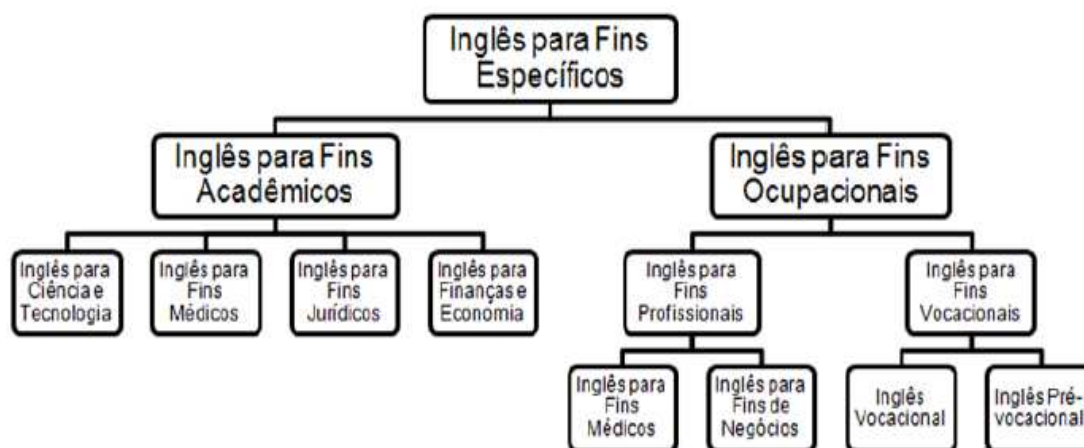 Inglês para Fins
Específicos
Inglês para Fins
Acadêmicos
Inglês para Fins
Ocupacionais
Inglês para
Ciência e
Tecnologia
Inglês para
Fins
Médicos
Inglês para
Fins
Jurídicos
Inglês para
Finanças e
Economia
Inglês para
Fins
Profissionais
Inglês para
Fins
Vocacionais
Inglês para
Fins
Médicos
Inglês para
Fins de
Negócios
Inglês
Vocacional
Inglês Pré-
vocacional